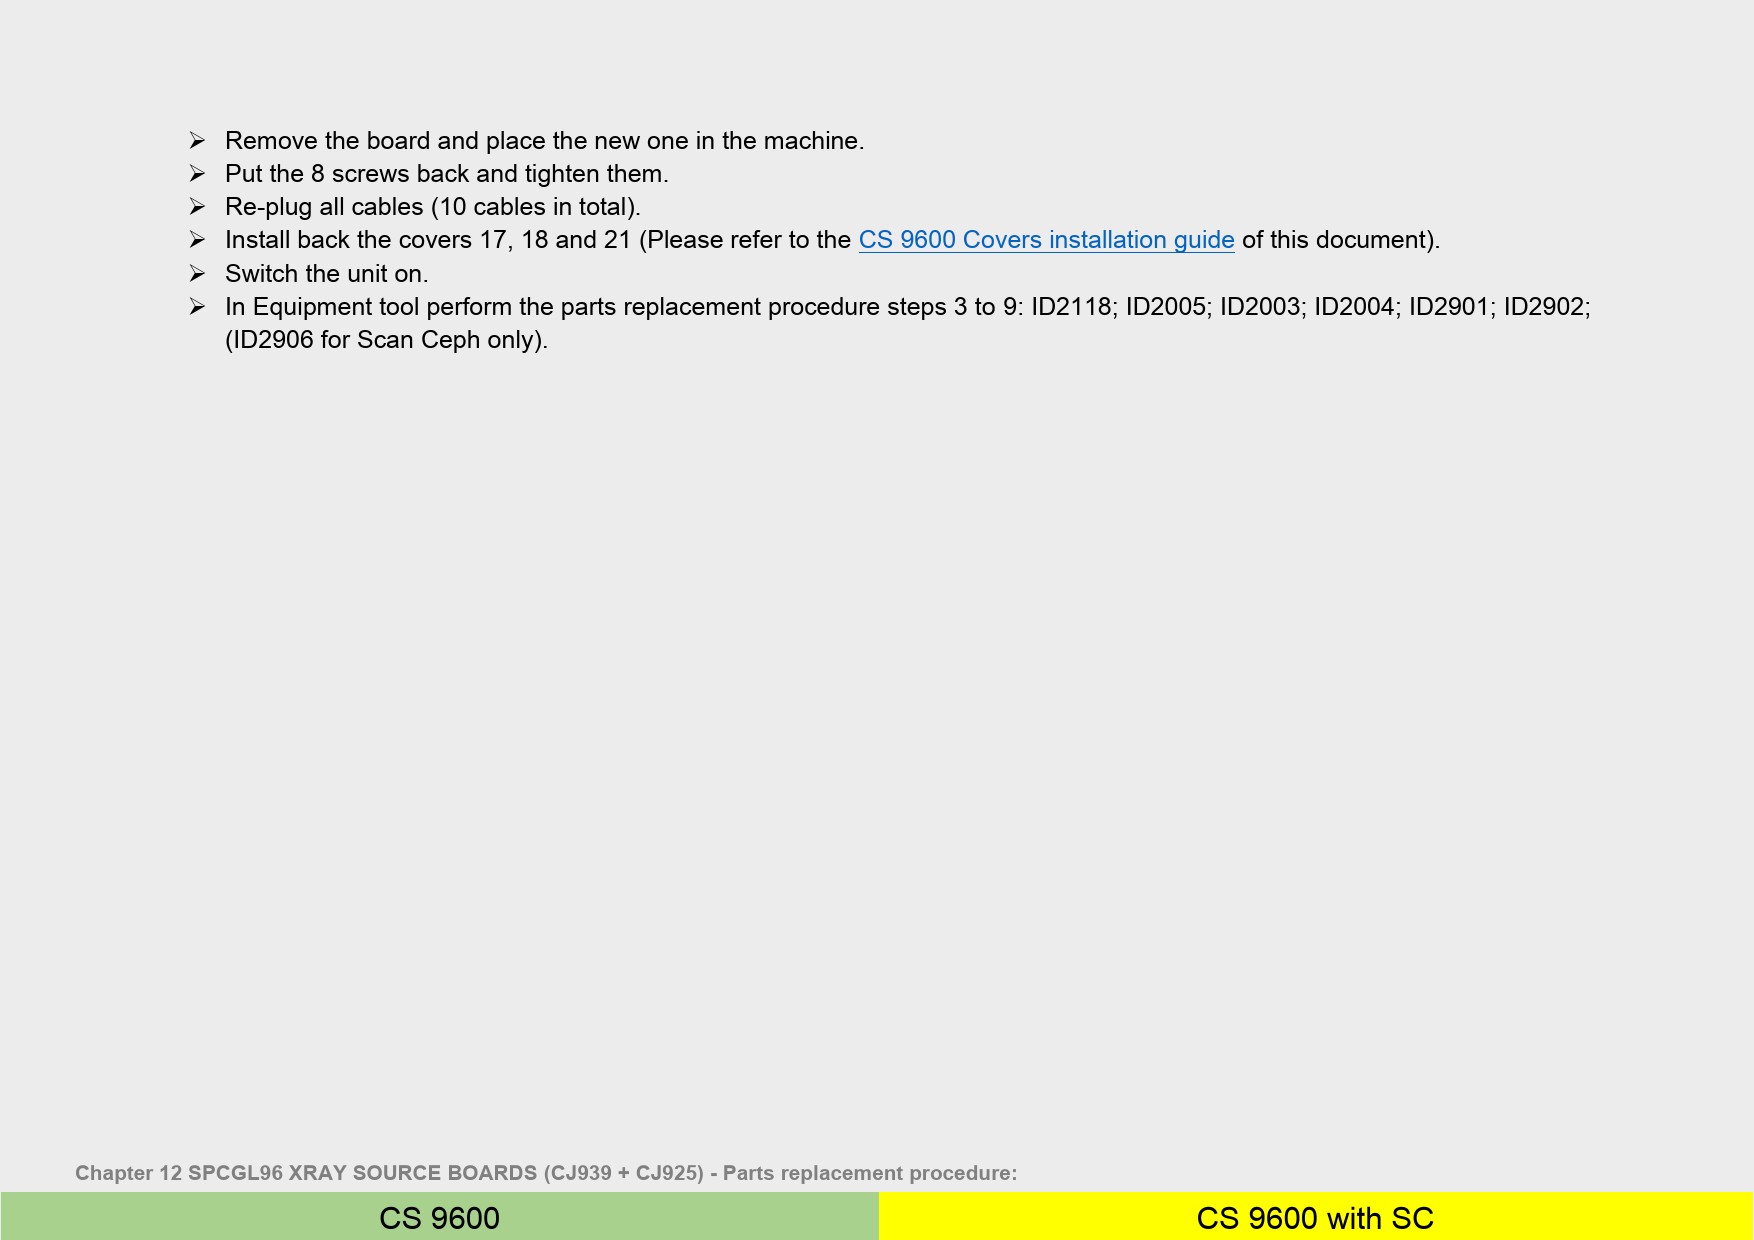 ➢ Remove the board and place the new one in the machine.
➢ Put the 8 screws back and tighten them.
➢ Re-plug all cables (10 cables in total).
➢ Install back the covers 17, 18 and 21 (Please refer to the CS 9600 Covers installation guide of this document).
➢ Switch the unit on.
➢ In Equipment tool perform the parts replacement procedure steps 3 to 9: ID2118; ID2005; ID2003; ID2004; ID2901; ID2902;
(ID2906 for Scan Ceph only).
Chapter 12 SPCGL96 XRAY SOURCE BOARDS (CJ939 + CJ925) - Parts replacement procedure:
CS 9600
CS 9600 with SC